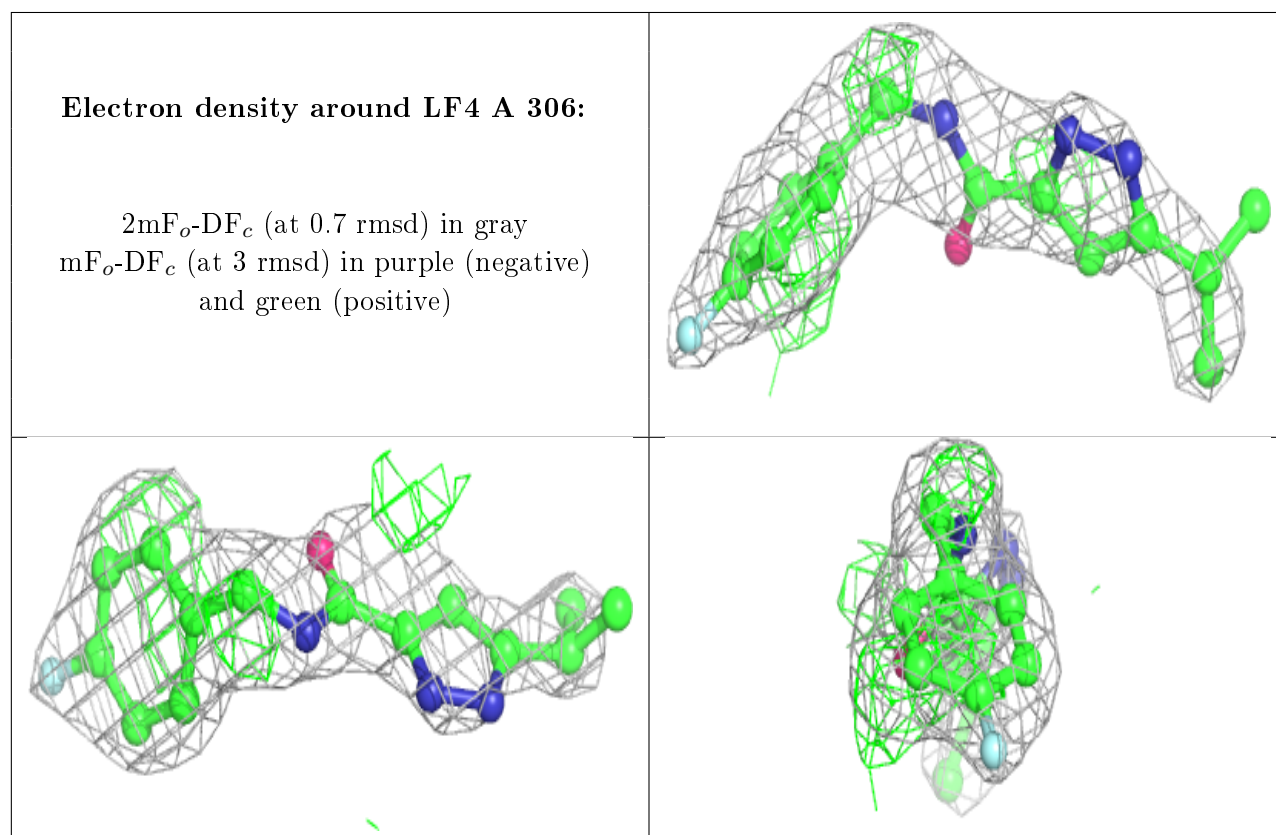 Electron density around LF4 A 306:
2mFo-DFc (at 0.7 rmsd) in gray
mFo-DFc (at 3 rmsd) in purple (negative)
and green (positive)